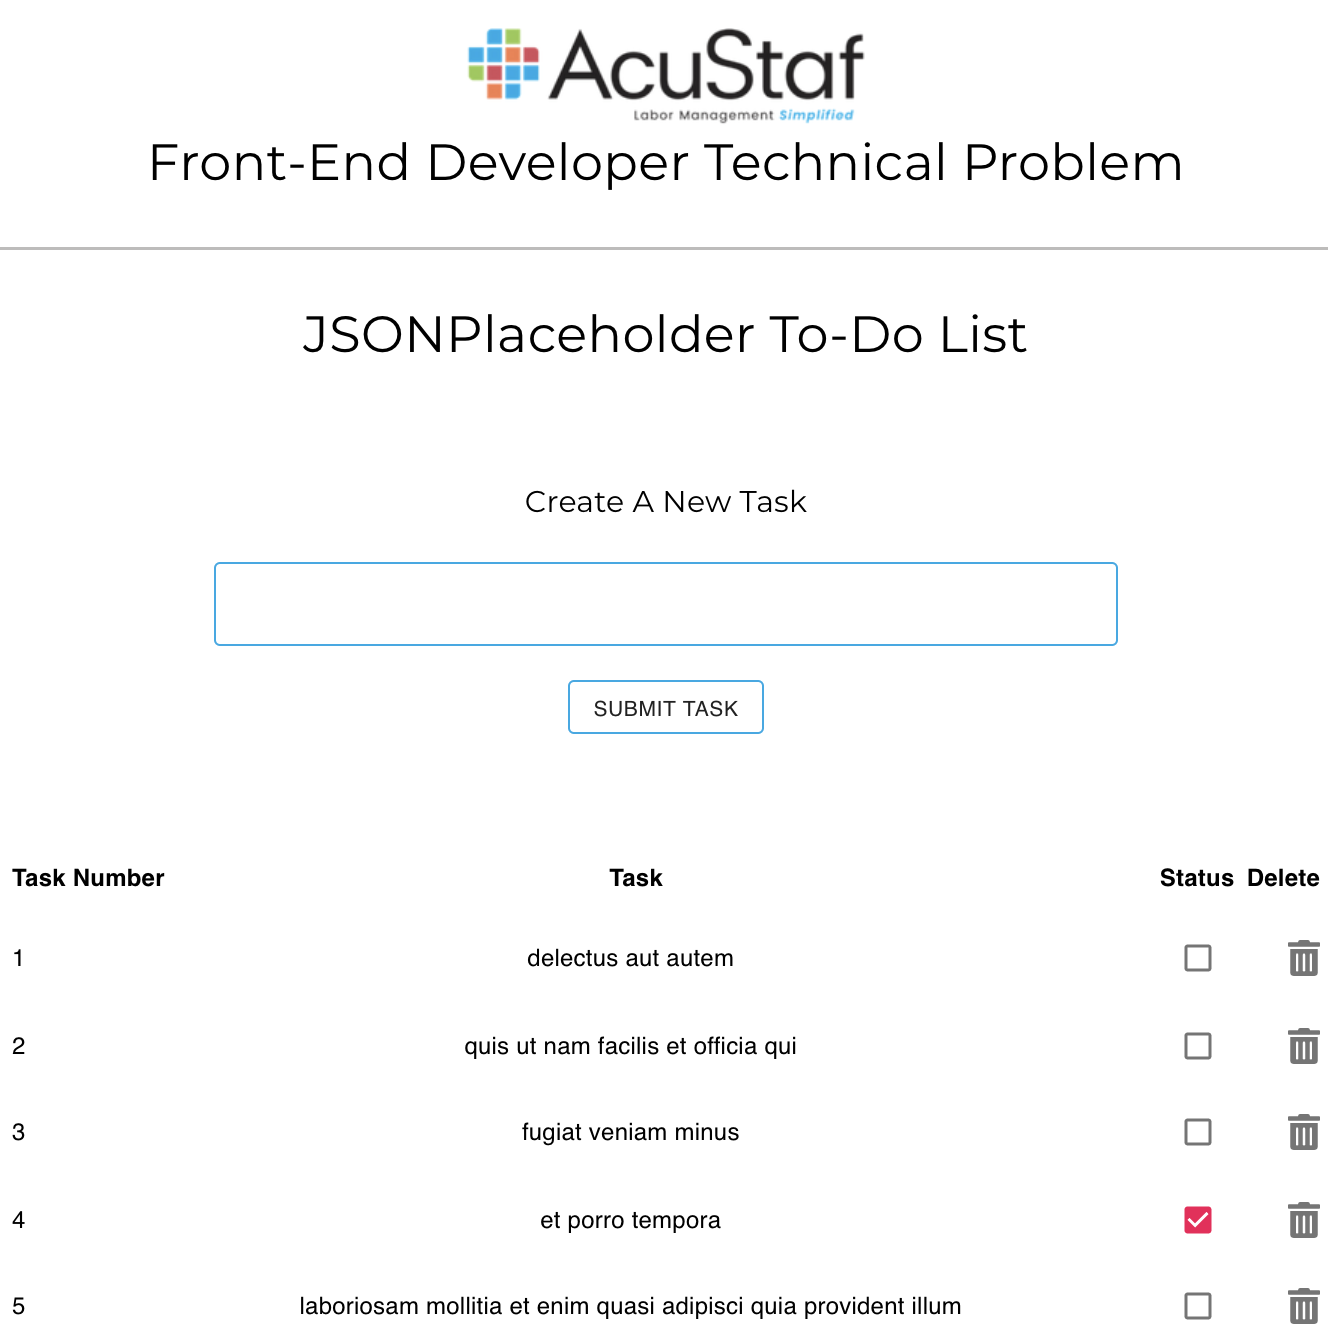 AcuStaf
Labor Management Simplified
Front-End Developer Technical Problem
JSONPlaceholder To-Do List
Create A New Task
SUBMIT TASK
Task Number Task Status Delete
1 delectus aut autem
2 quis ut nam facilis et officia qui
3 fugiat veniam minus
4 et porro tempora
5 laboriosam mollitia et enim quasi adipisci quia provident illum